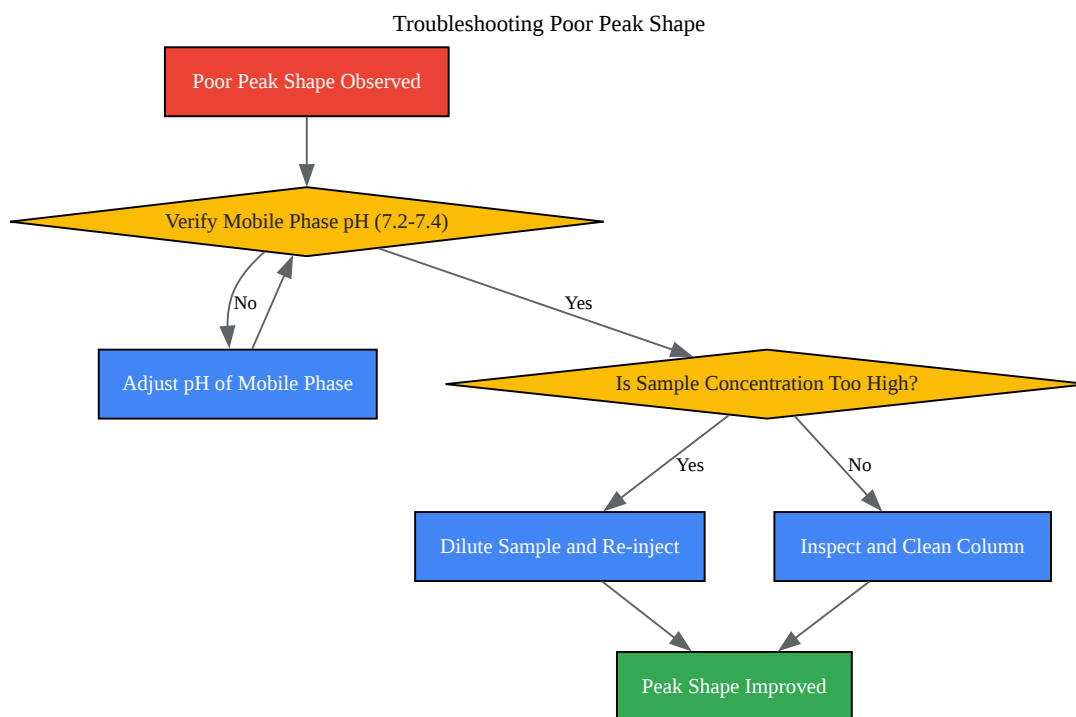 Troubleshooting Poor Peak Shape
Poor Peak Shape Observed
Verify Mobile Phase pH (7.2-7.4)
No
Yes
Adjust pH of Mobile Phase
Is Sample Concentration Too High?
Yes
No
Dilute Sample and Re-inject
Inspect and Clean Column
Peak Shape Improved